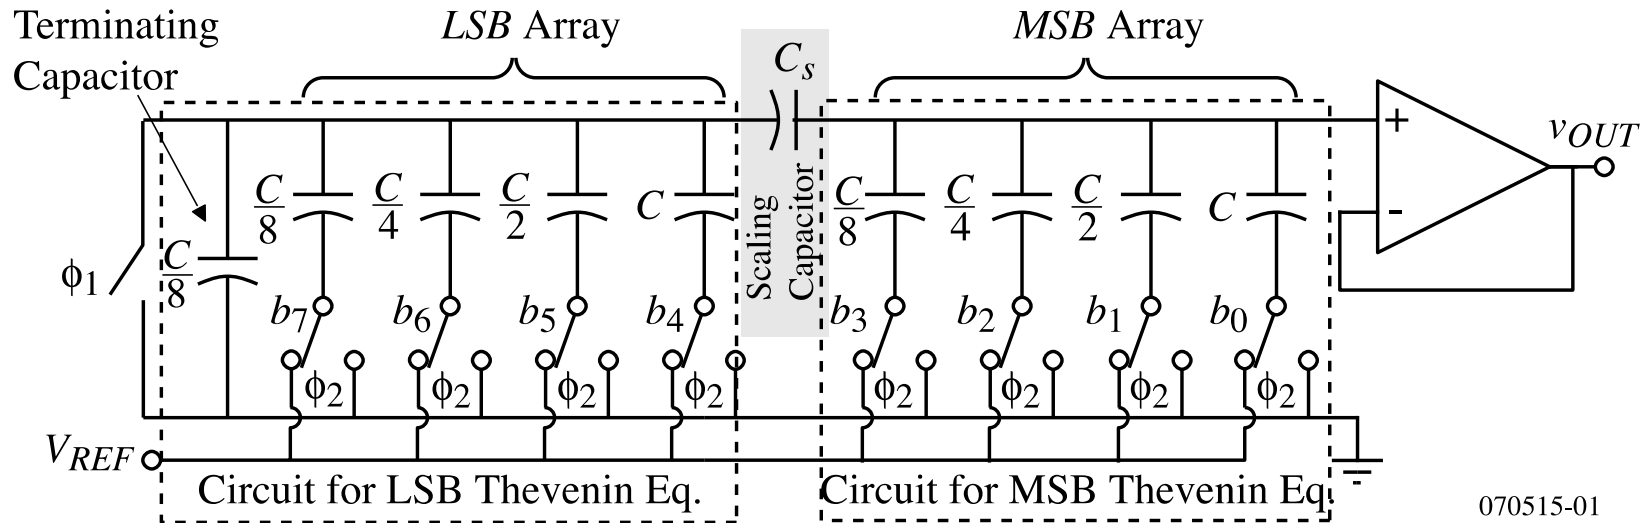 Terminating
Capacitor
LSB Array
C_s
MSB Array
Scaling
Capacitor
+
-
v_OUT
C/8 C/4 C/2 C
C/8 C/4 C/2 C
C/8
ϕ1
b7 b6 b5 b4 b3 b2 b1 b0
ϕ2 ϕ2 ϕ2 ϕ2 ϕ2 ϕ2 ϕ2 ϕ2
V_REF
Circuit for LSB Thevenin Eq.
Circuit for MSB Thevenin Eq.
070515-01